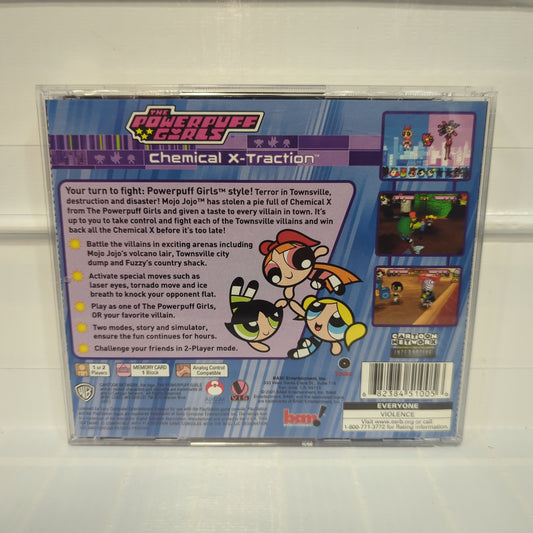 THE
POWERPUFF
GIRLS
Chemical X-Traction™
Your turn to fight: Powerpuff Girls™ style! Terror in Townsville,
destruction and disaster! Mojo Jojo™ has stolen a pie full of Chemical X
from The Powerpuff Girls and given a taste to every villain in town. It's
up to you to take control and fight each of the Townsville villains and win
back all the Chemical X before it's too late!
Battle the villains in exciting arenas including
Mojo Jojo's volcano lair, Townsville city
dump and Fuzzy's country shack.
Activate special moves such as
laser eyes, tornado move and ice
breath to knock your opponent flat.
Play as one of The Powerpuff Girls,
OR your favorite villain.
Two modes, story and simulator,
ensure the fun continues for hours.
Challenge your friends in 2-Player mode.
CARTOON NETWORK
INTERACTIVE
1 or 2
Players
MEMORY CARD
1 Block
Analog Control
Compatible
WB
VIS
BAM! Entertainment, Inc.
bam!
82384 51005
EVERYONE
VIOLENCE
Visit www.esrb.org or call
1-800-771-3772 for Rating Information.